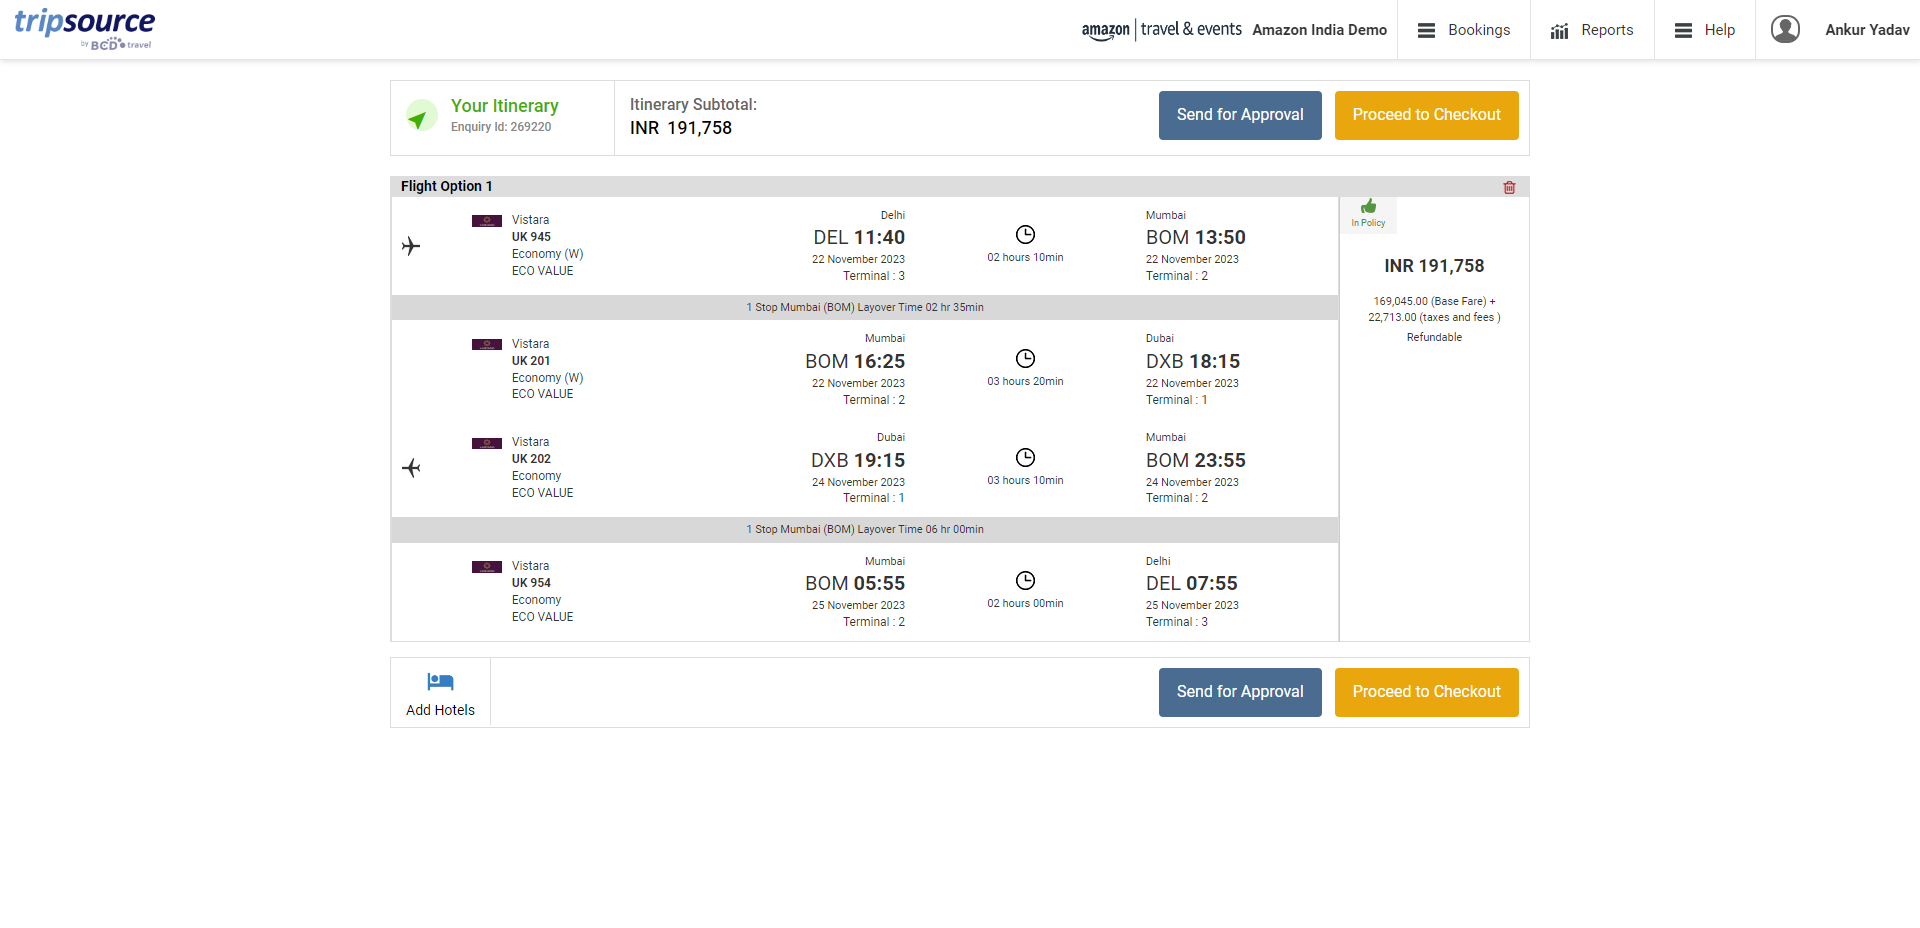 tripsource
by BCD travel
amazon | travel & events Amazon India Demo
Bookings
Reports
Help
Ankur Yadav
Your Itinerary
Enquiry Id: 269220
Itinerary Subtotal:
INR 191,758
Send for Approval
Proceed to Checkout
Flight Option 1
Vistara
UK 945
Economy (W)
ECO VALUE
Delhi
DEL 11:40
22 November 2023
Terminal : 3
02 hours 10min
Mumbai
BOM 13:50
22 November 2023
Terminal : 2
In Policy
INR 191,758
169,045.00 (Base Fare) +
22,713.00 (taxes and fees )
Refundable
1 Stop Mumbai (BOM) Layover Time 02 hr 35min
Vistara
UK 201
Economy (W)
ECO VALUE
Mumbai
BOM 16:25
22 November 2023
Terminal : 2
03 hours 20min
Dubai
DXB 18:15
22 November 2023
Terminal : 1
Vistara
UK 202
Economy
ECO VALUE
Dubai
DXB 19:15
24 November 2023
Terminal : 1
03 hours 10min
Mumbai
BOM 23:55
24 November 2023
Terminal : 2
1 Stop Mumbai (BOM) Layover Time 06 hr 00min
Vistara
UK 954
Economy
ECO VALUE
Mumbai
BOM 05:55
25 November 2023
Terminal : 2
02 hours 00min
Delhi
DEL 07:55
25 November 2023
Terminal : 3
Add Hotels
Send for Approval
Proceed to Checkout